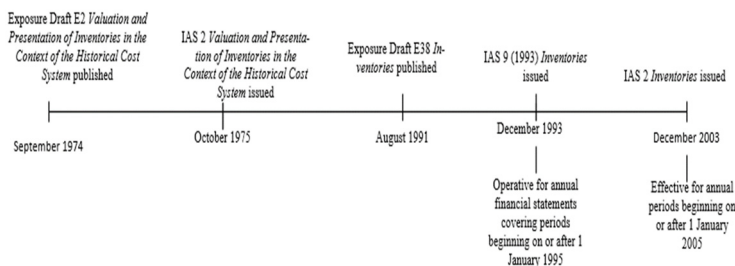 Exposure Draft E2 Valuation and
Presentation of Inventories in the
Context of the Historical Cost
System published
September 1974
IAS 2 Valuation and Presenta-
tion of Inventories in the
Context of the Historical Cost
System issued
October 1975
Exposure Draft E38 In-
ventories published
August 1991
IAS 9 (1993) Inventories
issued
December 1993
Operative for annual
financial statements
covering periods
beginning on or after 1
January 1995
IAS 2 Inventories issued
December 2003
Effective for annual
periods beginning on
or after 1 January
2005